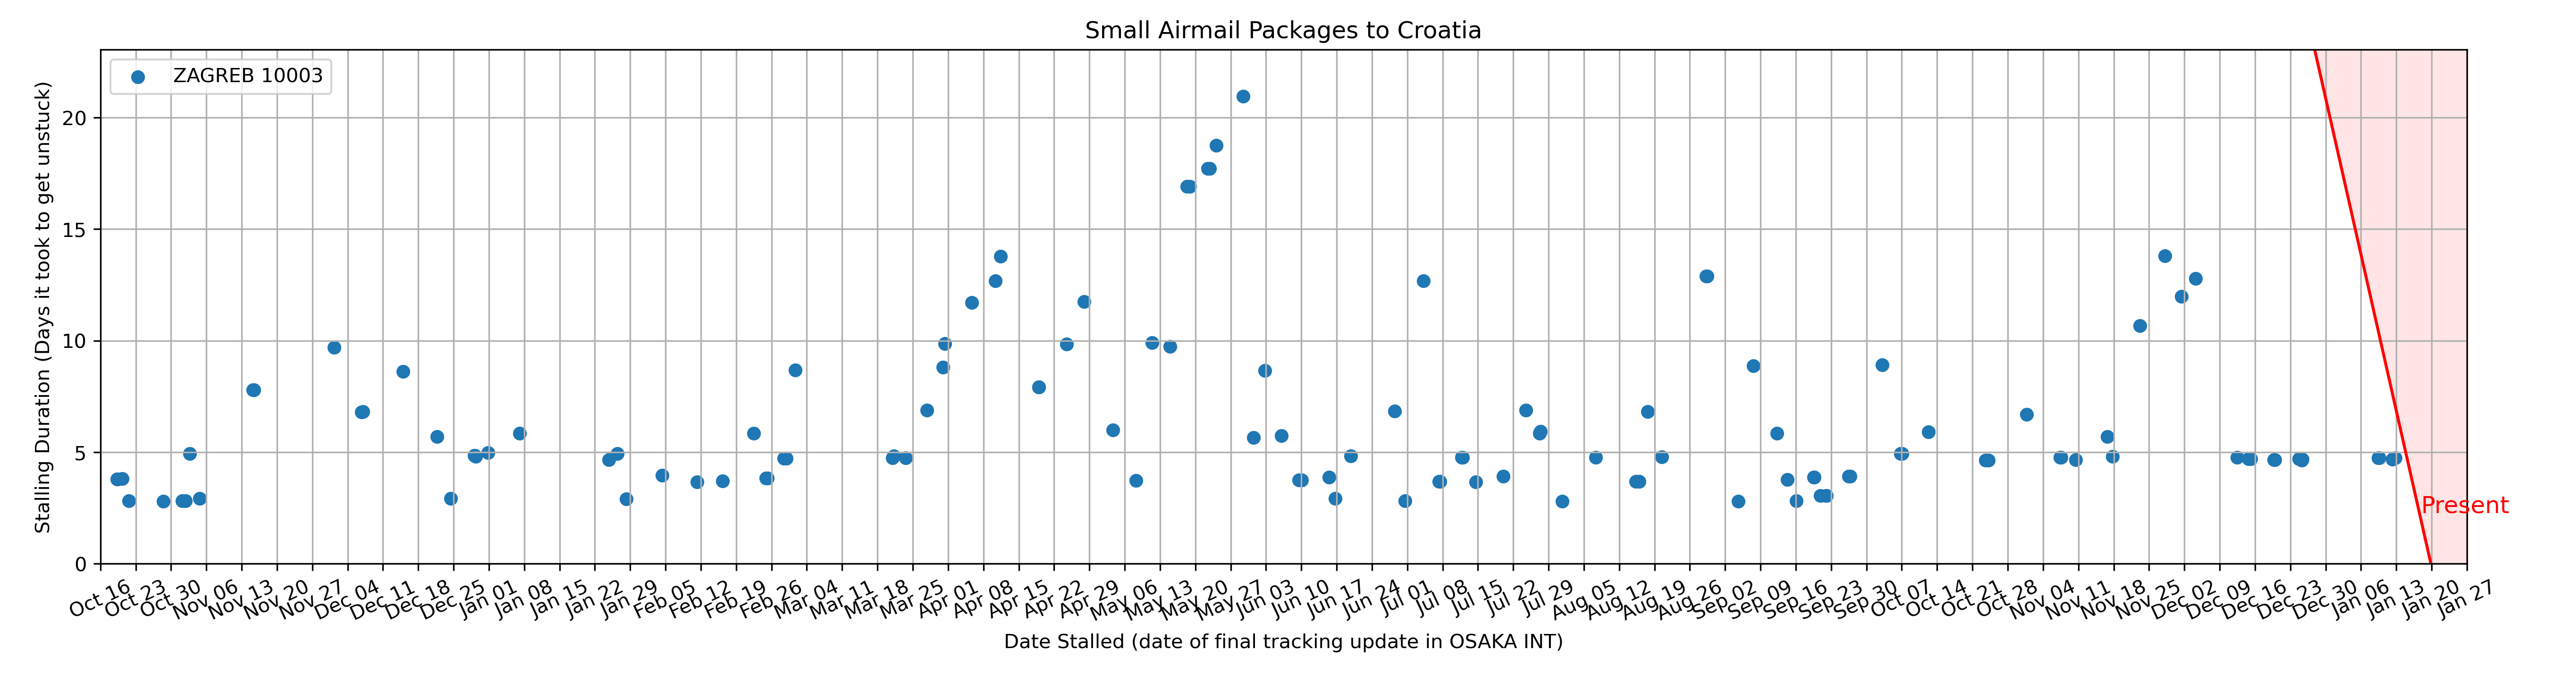 Small Airmail Packages to Croatia
ZAGREB 10003
Stalling Duration (Days it took to get unstuck)
20
15
10
5
0
Present
Oct 16 Oct 23 Oct 30 Nov 06 Nov 13 Nov 20 Nov 27 Dec 04 Dec 11 Dec 18 Dec 25 Jan 01 Jan 08 Jan 15 Jan 22 Jan 29 Feb 05 Feb 12 Feb 19 Feb 26 Mar 04 Mar 11 Mar 18 Mar 25 Apr 01 Apr 08 Apr 15 Apr 22 Apr 29 May 06 May 13 May 20 May 27 Jun 03 Jun 10 Jun 17 Jun 24 Jul 01 Jul 08 Jul 15 Jul 22 Jul 29 Aug 05 Aug 12 Aug 19 Aug 26 Sep 02 Sep 09 Sep 16 Sep 23 Sep 30 Oct 07 Oct 14 Oct 21 Oct 28 Nov 04 Nov 11 Nov 18 Nov 25 Dec 02 Dec 09 Dec 16 Dec 23 Dec 30 Jan 06 Jan 13 Jan 20 Jan 27
Date Stalled (date of final tracking update in OSAKA INT)